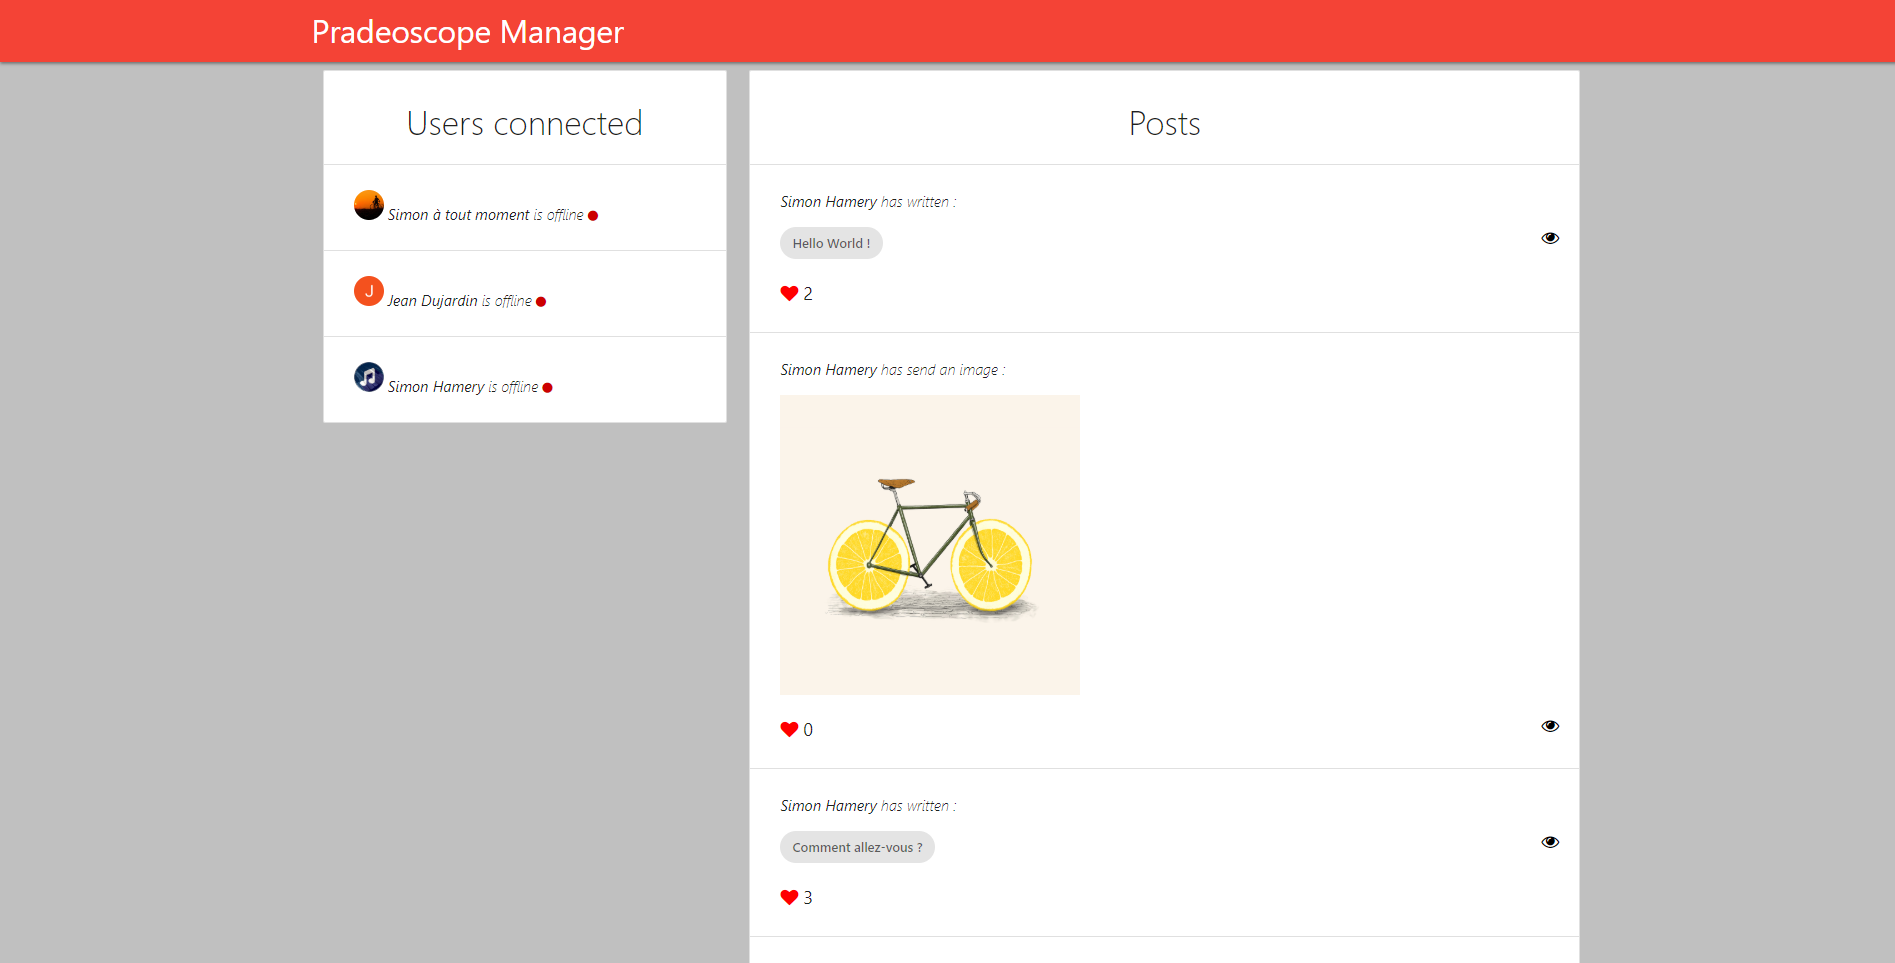 Pradeoscope Manager
Users connected
Simon à tout moment is offline
J
Jean Dujardin is offline
Simon Hamery is offline
Posts
Simon Hamery has written :
Hello World !
2
Simon Hamery has send an image :
0
Simon Hamery has written :
Comment allez-vous ?
3